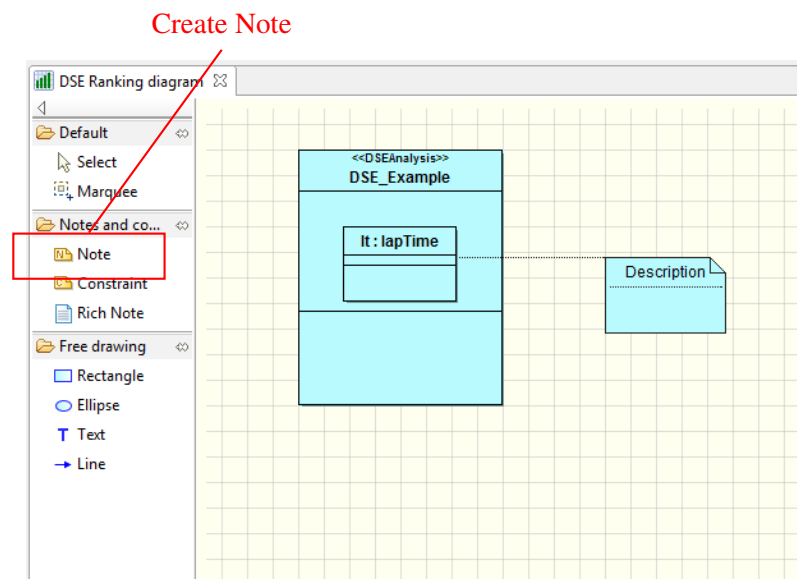 Create Note
DSE Ranking diagram
Default
Select
Marquee
Notes and co...
Note
Constraint
Rich Note
Free drawing
Rectangle
Ellipse
T Text
Line
<<DSEAnalysis>>
DSE_Example
lt : lapTime
Description